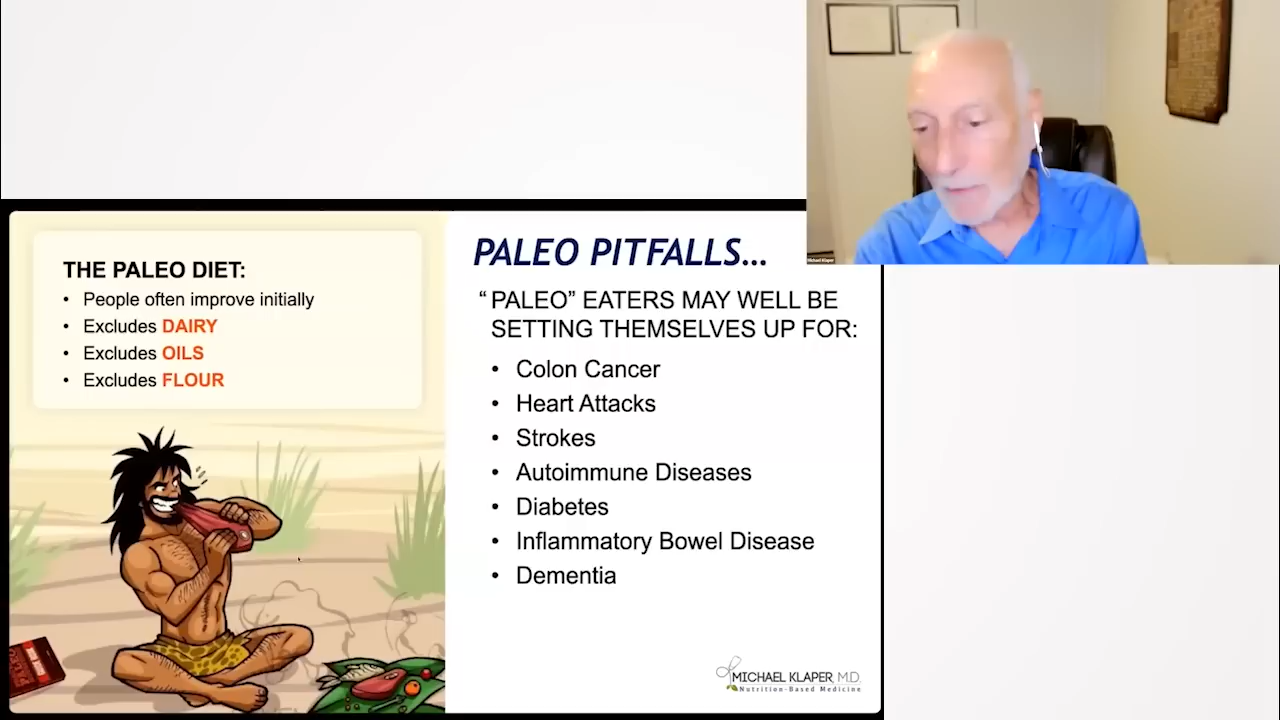 THE PALEO DIET:
• People often improve initially
• Excludes DAIRY
• Excludes OILS
• Excludes FLOUR
PALEO PITFALLS...
“PALEO” EATERS MAY WELL BE
SETTING THEMSELVES UP FOR:
• Colon Cancer
• Heart Attacks
• Strokes
• Autoimmune Diseases
• Diabetes
• Inflammatory Bowel Disease
• Dementia
MICHAEL KLAPER, M.D.
Nutrition-Based Medicine
Michael Klaper